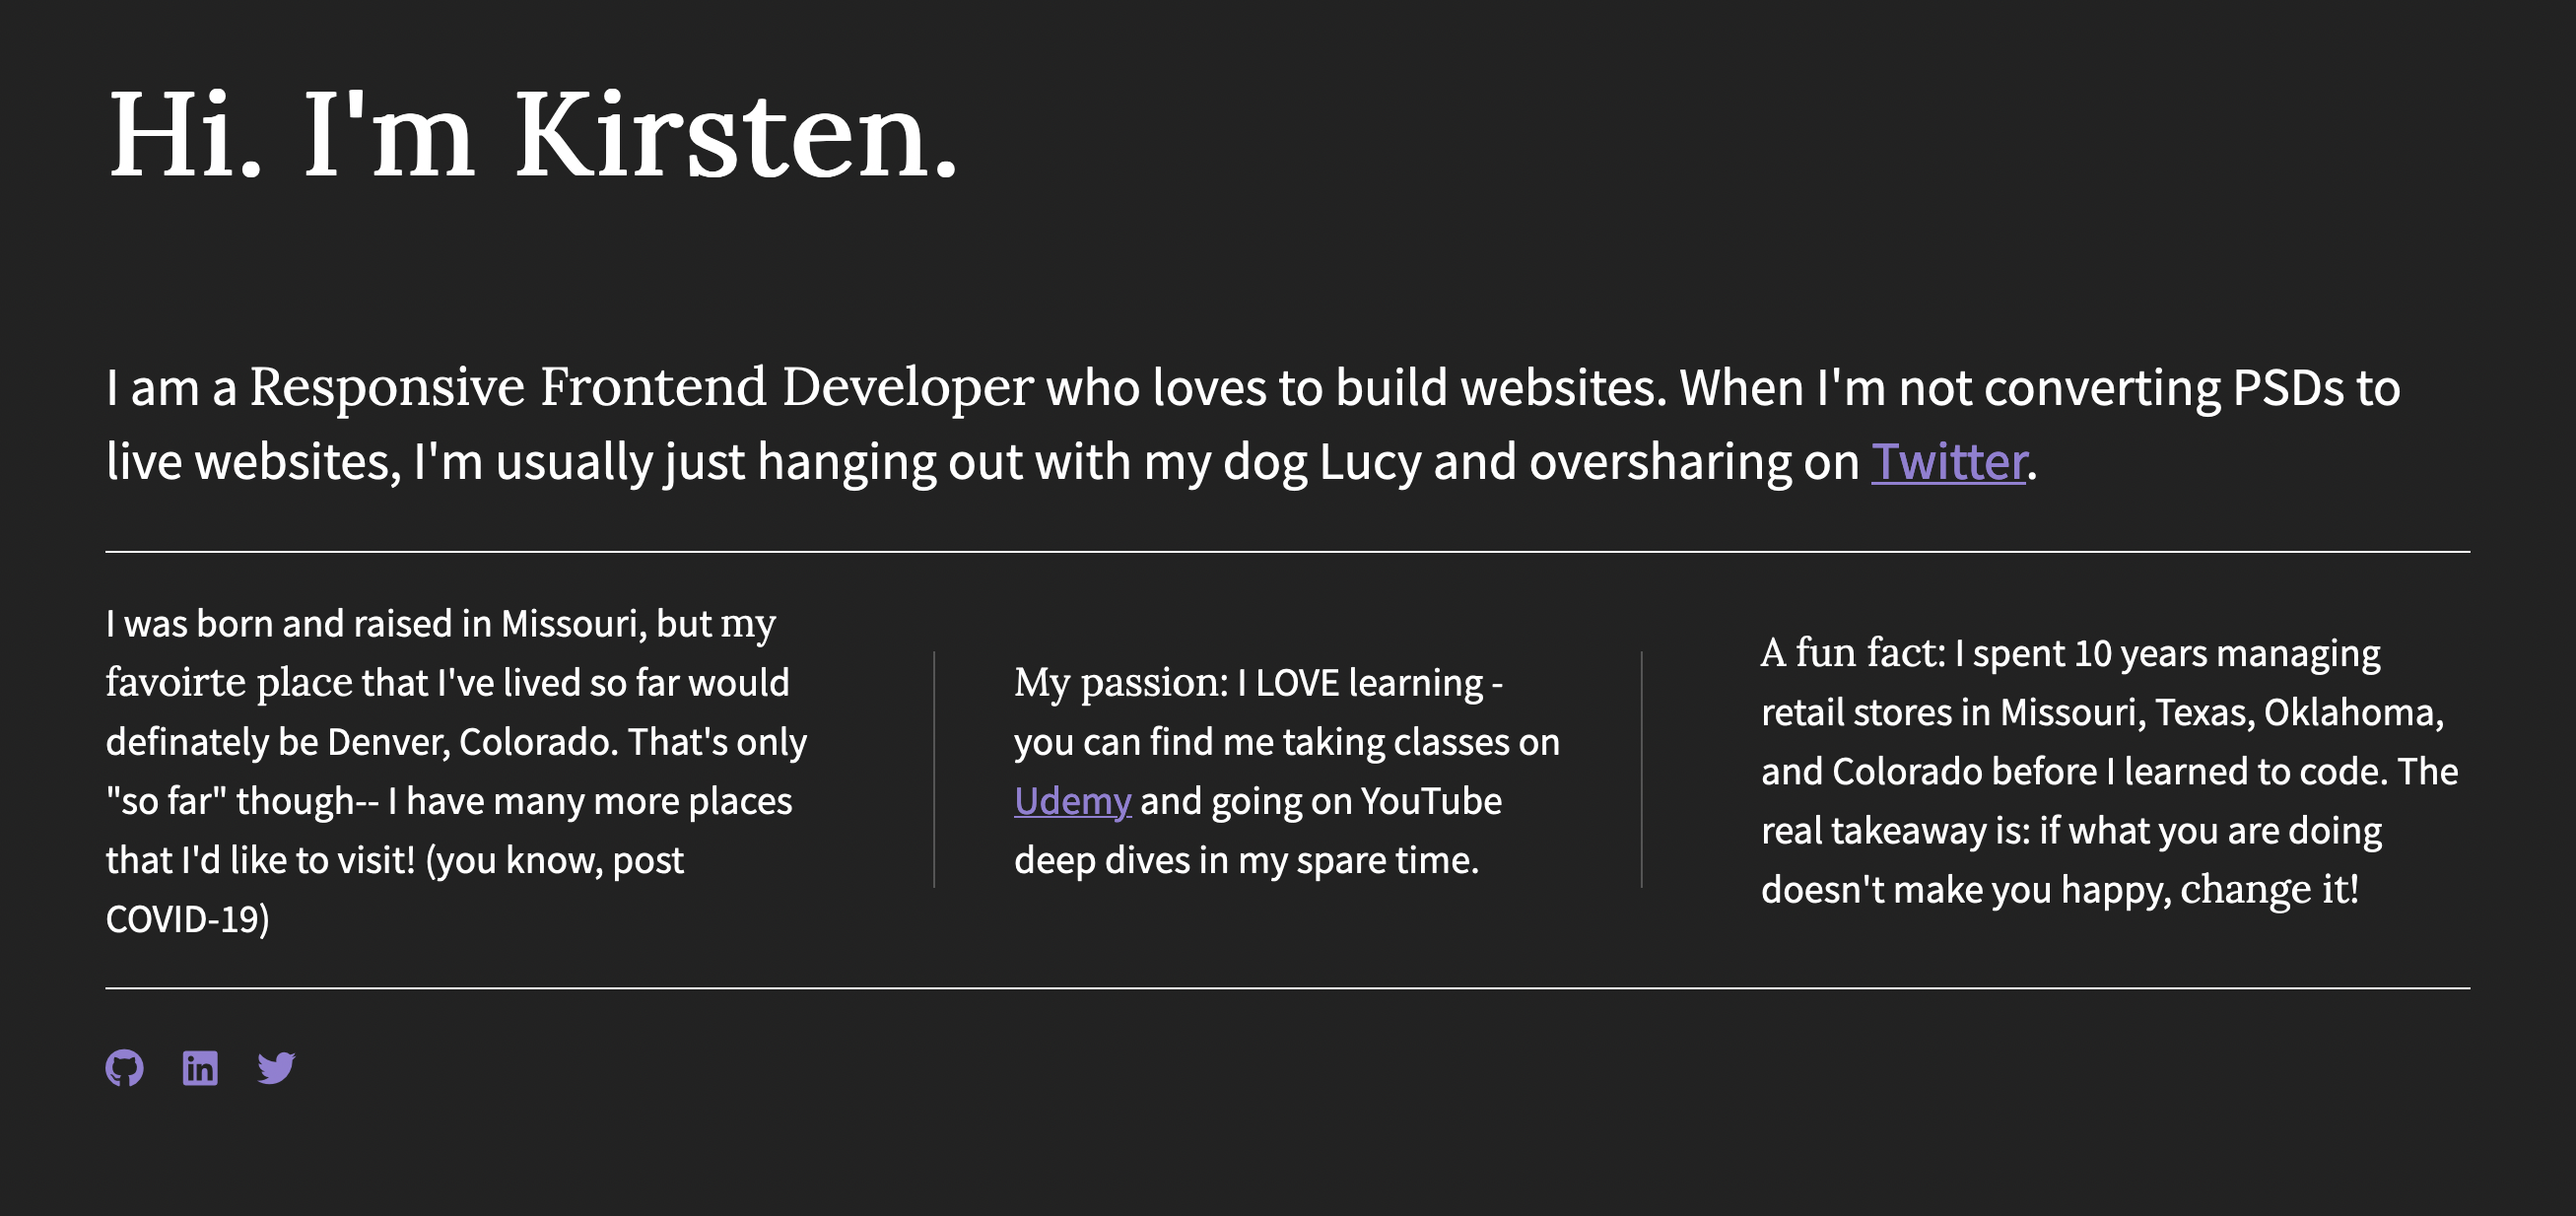 Hi. I'm Kirsten.
I am a Responsive Frontend Developer who loves to build websites. When I'm not converting PSDs to
live websites, I'm usually just hanging out with my dog Lucy and oversharing on Twitter.
I was born and raised in Missouri, but my
favoirte place that I've lived so far would
definately be Denver, Colorado. That's only
"so far" though-- I have many more places
that I'd like to visit! (you know, post
COVID-19)
My passion: I LOVE learning -
you can find me taking classes on
Udemy and going on YouTube
deep dives in my spare time.
A fun fact: I spent 10 years managing
retail stores in Missouri, Texas, Oklahoma,
and Colorado before I learned to code. The
real takeaway is: if what you are doing
doesn't make you happy, change it!
in